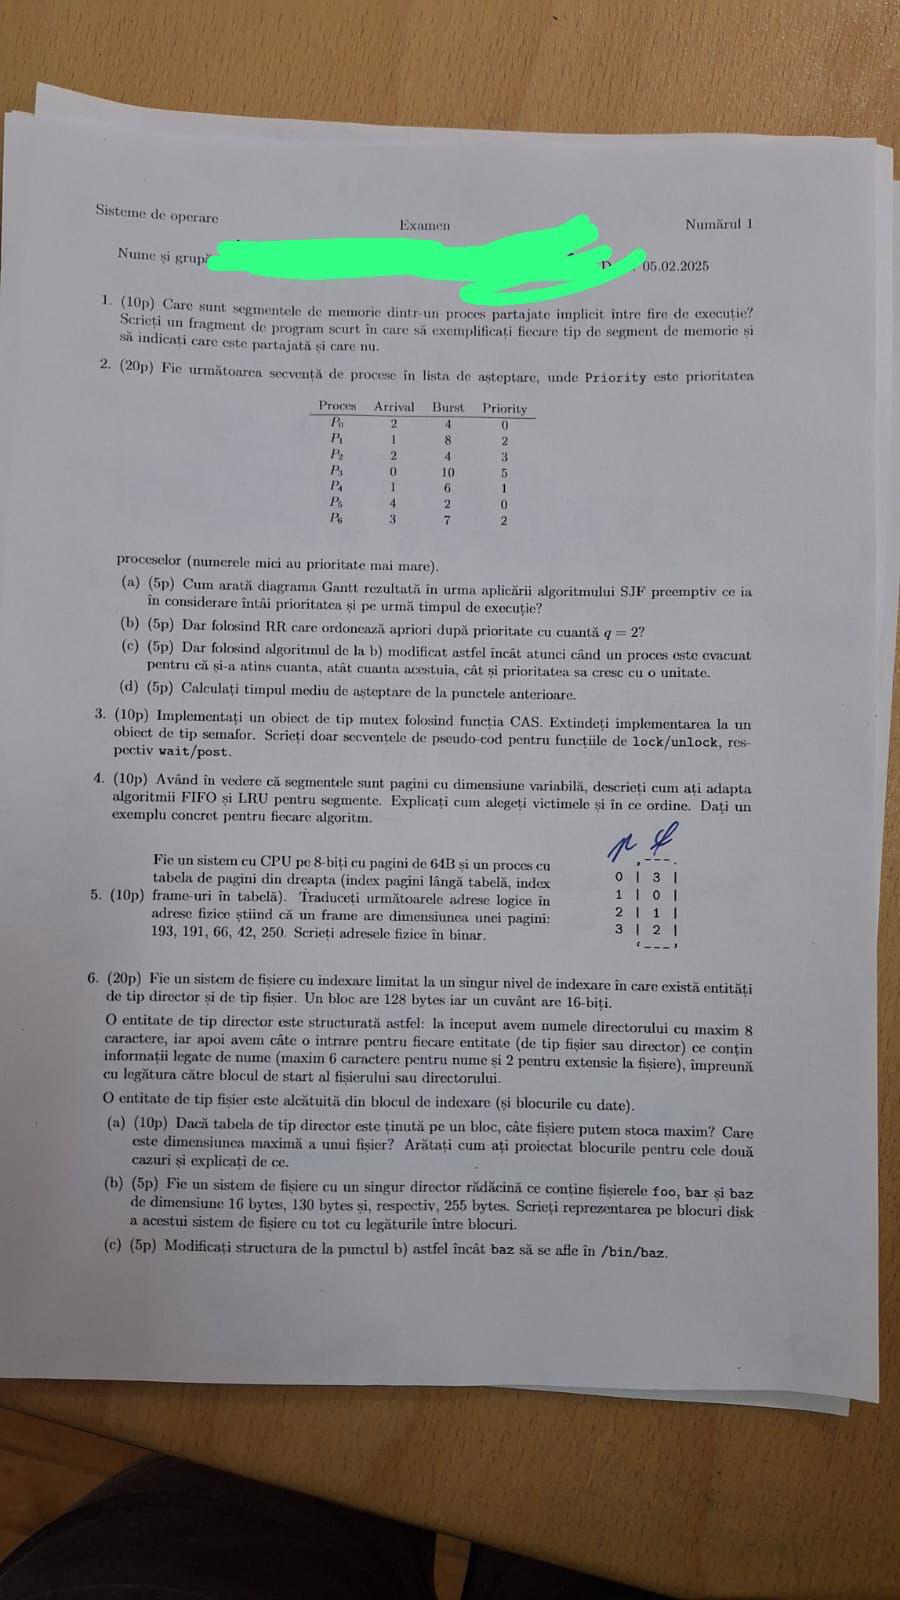 Sisteme de operare
Examen
Numărul 1
Nume și grupă
05.02.2025
1. (10p) Care sunt segmentele de memorie dintr-un proces partajate implicit între fire de execuție?
Scrieți un fragment de program scurt în care să exemplificați fiecare tip de segment de memorie și
să indicați care este partajată și care nu.
2. (20p) Fie următoarea secvență de procese în lista de așteptare, unde Priority este prioritatea
Proces Arrival Burst Priority
P0 2 4 0
P1 1 8 2
P2 2 4 3
P3 0 10 5
P4 1 6 1
P5 4 2 0
P6 3 7 2
proceselor (numerele mici au prioritate mai mare).
(a) (5p) Cum arată diagrama Gantt rezultată în urma aplicării algoritmului SJF preemptiv ce ia
în considerare întâi prioritatea și pe urmă timpul de execuție?
(b) (5p) Dar folosind RR care ordonează apriori după prioritate cu cuantă q = 2?
(c) (5p) Dar folosind algoritmul de la b) modificat astfel încât atunci când un proces este evacuat
pentru că și-a atins cuanta, atât cuanta acestuia, cât și prioritatea sa cresc cu o unitate.
(d) (5p) Calculați timpul mediu de așteptare de la punctele anterioare.
3. (10p) Implementați un obiect de tip mutex folosind funcția CAS. Extindeți implementarea la un
obiect de tip semafor. Scrieți doar secvențele de pseudo-cod pentru funcțiile de lock/unlock, res-
pectiv wait/post.
4. (10p) Având în vedere că segmentele sunt pagini cu dimensiune variabilă, descrieți cum ați adapta
algoritmii FIFO și LRU pentru segmente. Explicați cum alegeți victimele și în ce ordine. Dați un
exemplu concret pentru fiecare algoritm.
Fie un sistem cu CPU pe 8-biti cu pagini de 64B și un proces cu
tabela de pagini din dreapta (index pagini lângă tabelă, index
5. (10p) frame-uri în tabelă). Traduceți următoarele adrese logice în
adrese fizice știind că un frame are dimensiunea unei pagini:
193, 191, 66, 42, 250. Scrieți adresele fizice în binar.
p f
,---.
0 | 3 |
1 | 0 |
2 | 1 |
3 | 2 |
'---'
6. (20p) Fie un sistem de fișiere cu indexare limitat la un singur nivel de indexare în care există entități
de tip director și de tip fișier. Un bloc are 128 bytes iar un cuvânt are 16-biți.
O entitate de tip director este structurată astfel: la început avem numele directorului cu maxim 8
caractere, iar apoi avem câte o intrare pentru fiecare entitate (de tip fișier sau director) ce conțin
informații legate de nume (maxim 6 caractere pentru nume și 2 pentru extensie la fișiere), împreună
cu legătura către blocul de start al fișierului sau directorului.
O entitate de tip fișier este alcătuită din blocul de indexare (și blocurile cu date).
(a) (10p) Dacă tabela de tip director este ținută pe un bloc, câte fișiere putem stoca maxim? Care
este dimensiunea maximă a unui fișier? Arătați cum ați proiectat blocurile pentru cele două
cazuri și explicați de ce.
(b) (5p) Fie un sistem de fișiere cu un singur director rădăcină ce conține fișierele foo, bar și baz
de dimensiune 16 bytes, 130 bytes și, respectiv, 255 bytes. Scrieți reprezentarea pe blocuri disk
a acestui sistem de fișiere cu tot cu legăturile între blocuri.
(c) (5p) Modificați structura de la punctul b) astfel încât baz să se afle în /bin/baz.